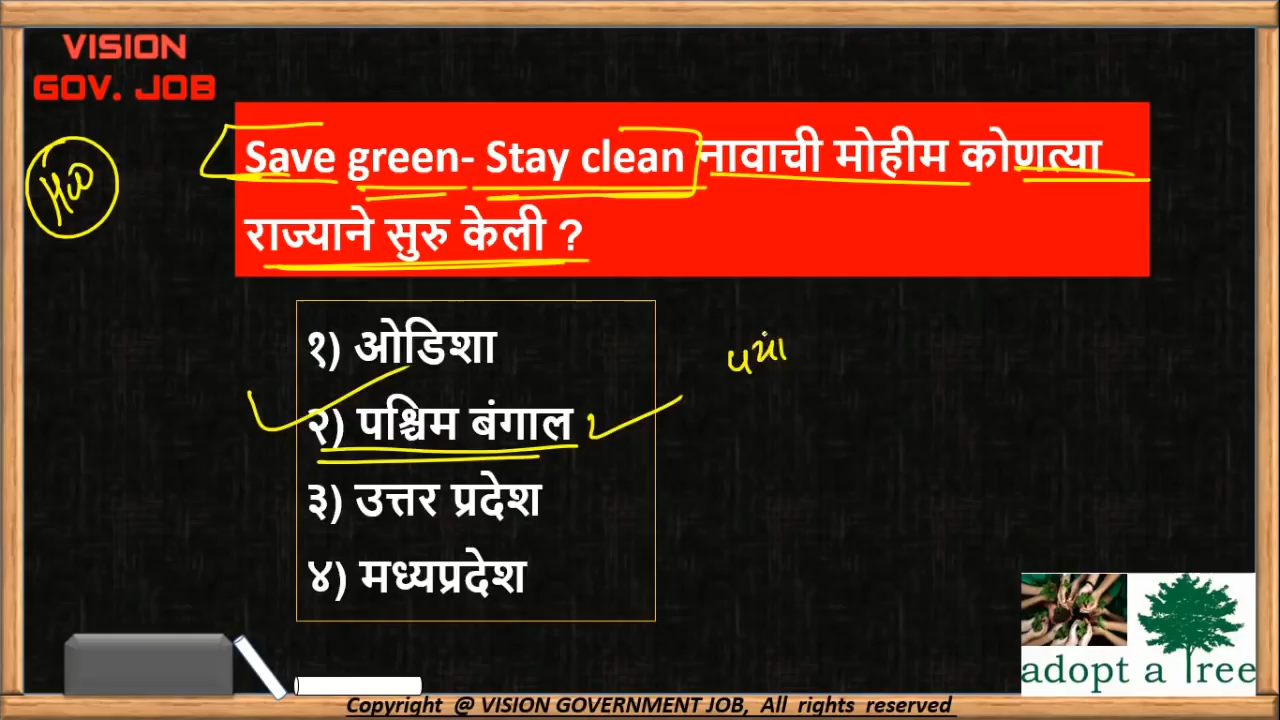 VISION
GOV. JOB
Save green- Stay clean नावाची मोहीम कोणत्या
राज्याने सुरु केली ?
१) ओडिशा
२) पश्चिम बंगाल
३) उत्तर प्रदेश
४) मध्यप्रदेश
adopt a Tree
Copyright @ VISION GOVERNMENT JOB, All rights reserved